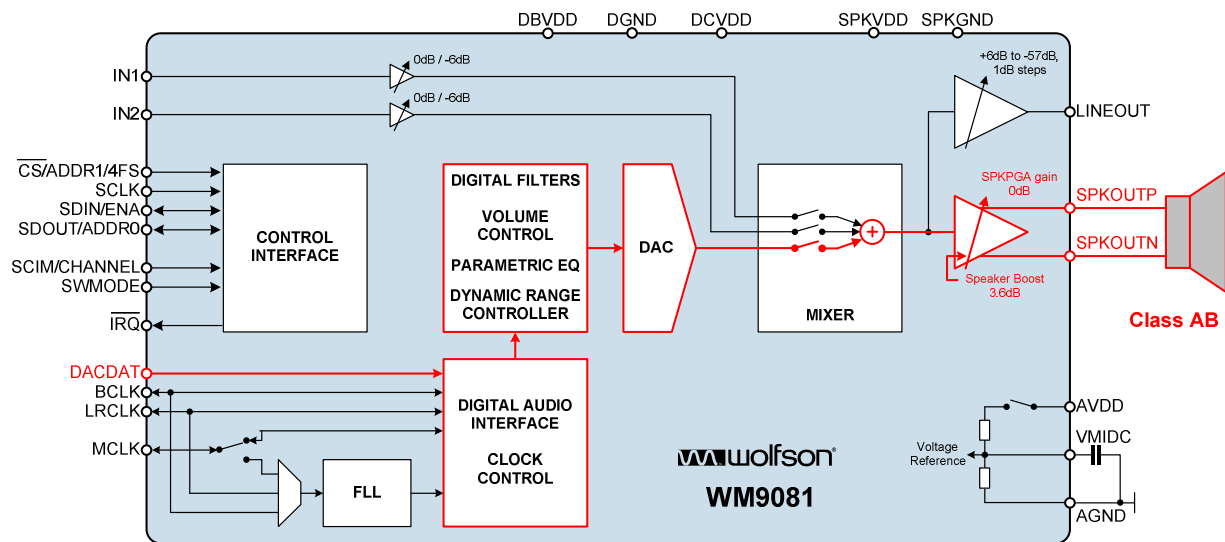 DBVDD
DGND
DCVDD
SPKVDD
SPKGND
IN1
0dB / -6dB
IN2
0dB / -6dB
+6dB to -57dB,
1dB steps
LINEOUT
CS/ADDR1/4FS
SCLK
SDIN/ENA
SDOUT/ADDR0
SCIM/CHANNEL
SWMODE
IRQ
CONTROL
INTERFACE
DIGITAL FILTERS
VOLUME
CONTROL
PARAMETRIC EQ
DYNAMIC RANGE
CONTROLLER
DAC
+
MIXER
SPKPGA gain
0dB
Speaker Boost
3.6dB
SPKOUTP
SPKOUTN
Class AB
DACDAT
BCLK
LRCLK
MCLK
FLL
DIGITAL AUDIO
INTERFACE
CLOCK
CONTROL
wolfson®
WM9081
Voltage
Reference
AVDD
VMIDC
AGND